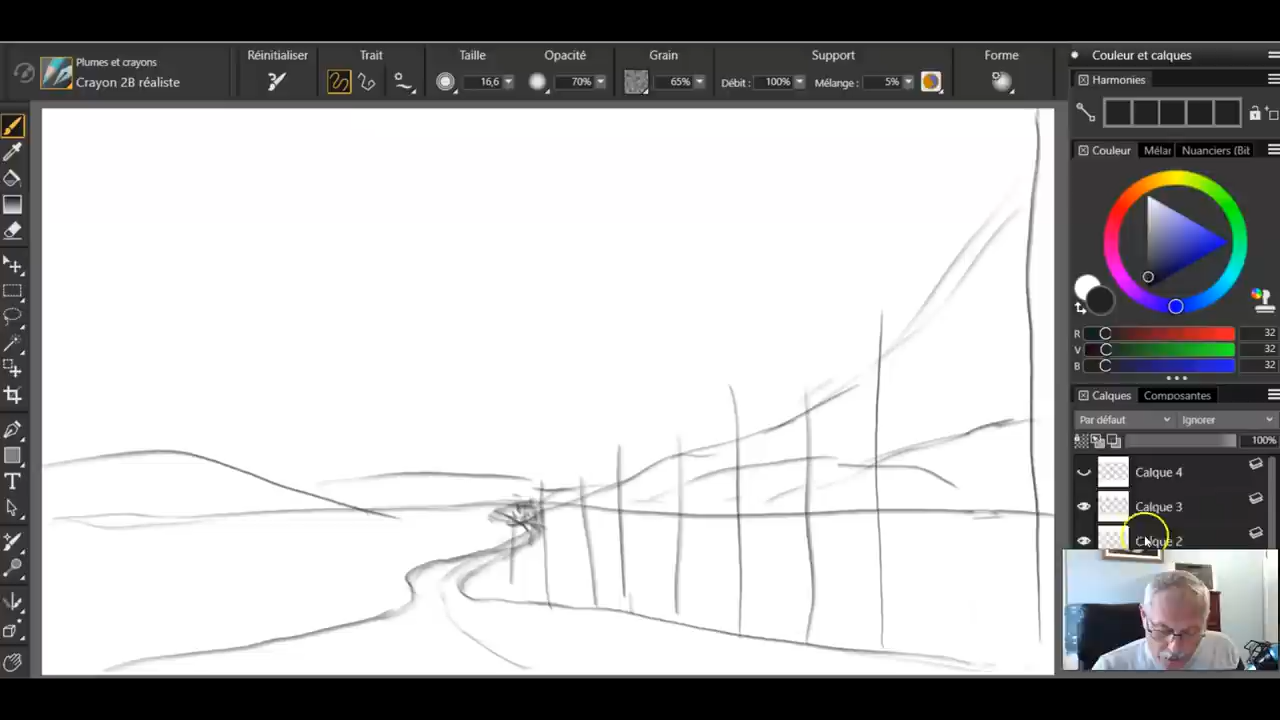 Plumes et crayons
Crayon 2B réaliste
Réinitialiser
Trait
Taille
16,6
Opacité
70%
Grain
65%
Support
Débit : 100%
Mélange : 5%
Forme
Couleur et calques
Harmonies
Couleur Mélar Nuanciers (Bib
R 32
V 32
B 32
Calques Composantes
Par défaut Ignorer
100%
Calque 4
Calque 3
Calque 2
T